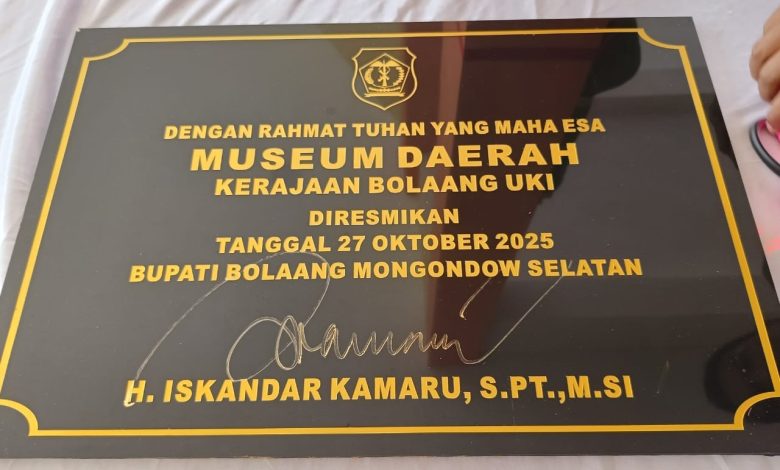 DENGAN RAHMAT TUHAN YANG MAHA ESA
MUSEUM DAERAH
KERAJAAN BOLAANG UKI
DIRESMIKAN
TANGGAL 27 OKTOBER 2025
BUPATI BOLAANG MONGONDOW SELATAN
H. ISKANDAR KAMARU, S.PT.,M.SI